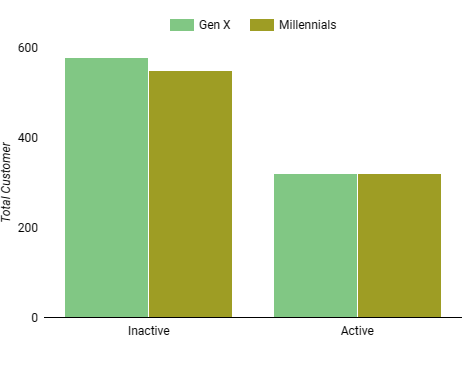 Gen X Millennials
600
400
200
0
Total Customer
Inactive Active